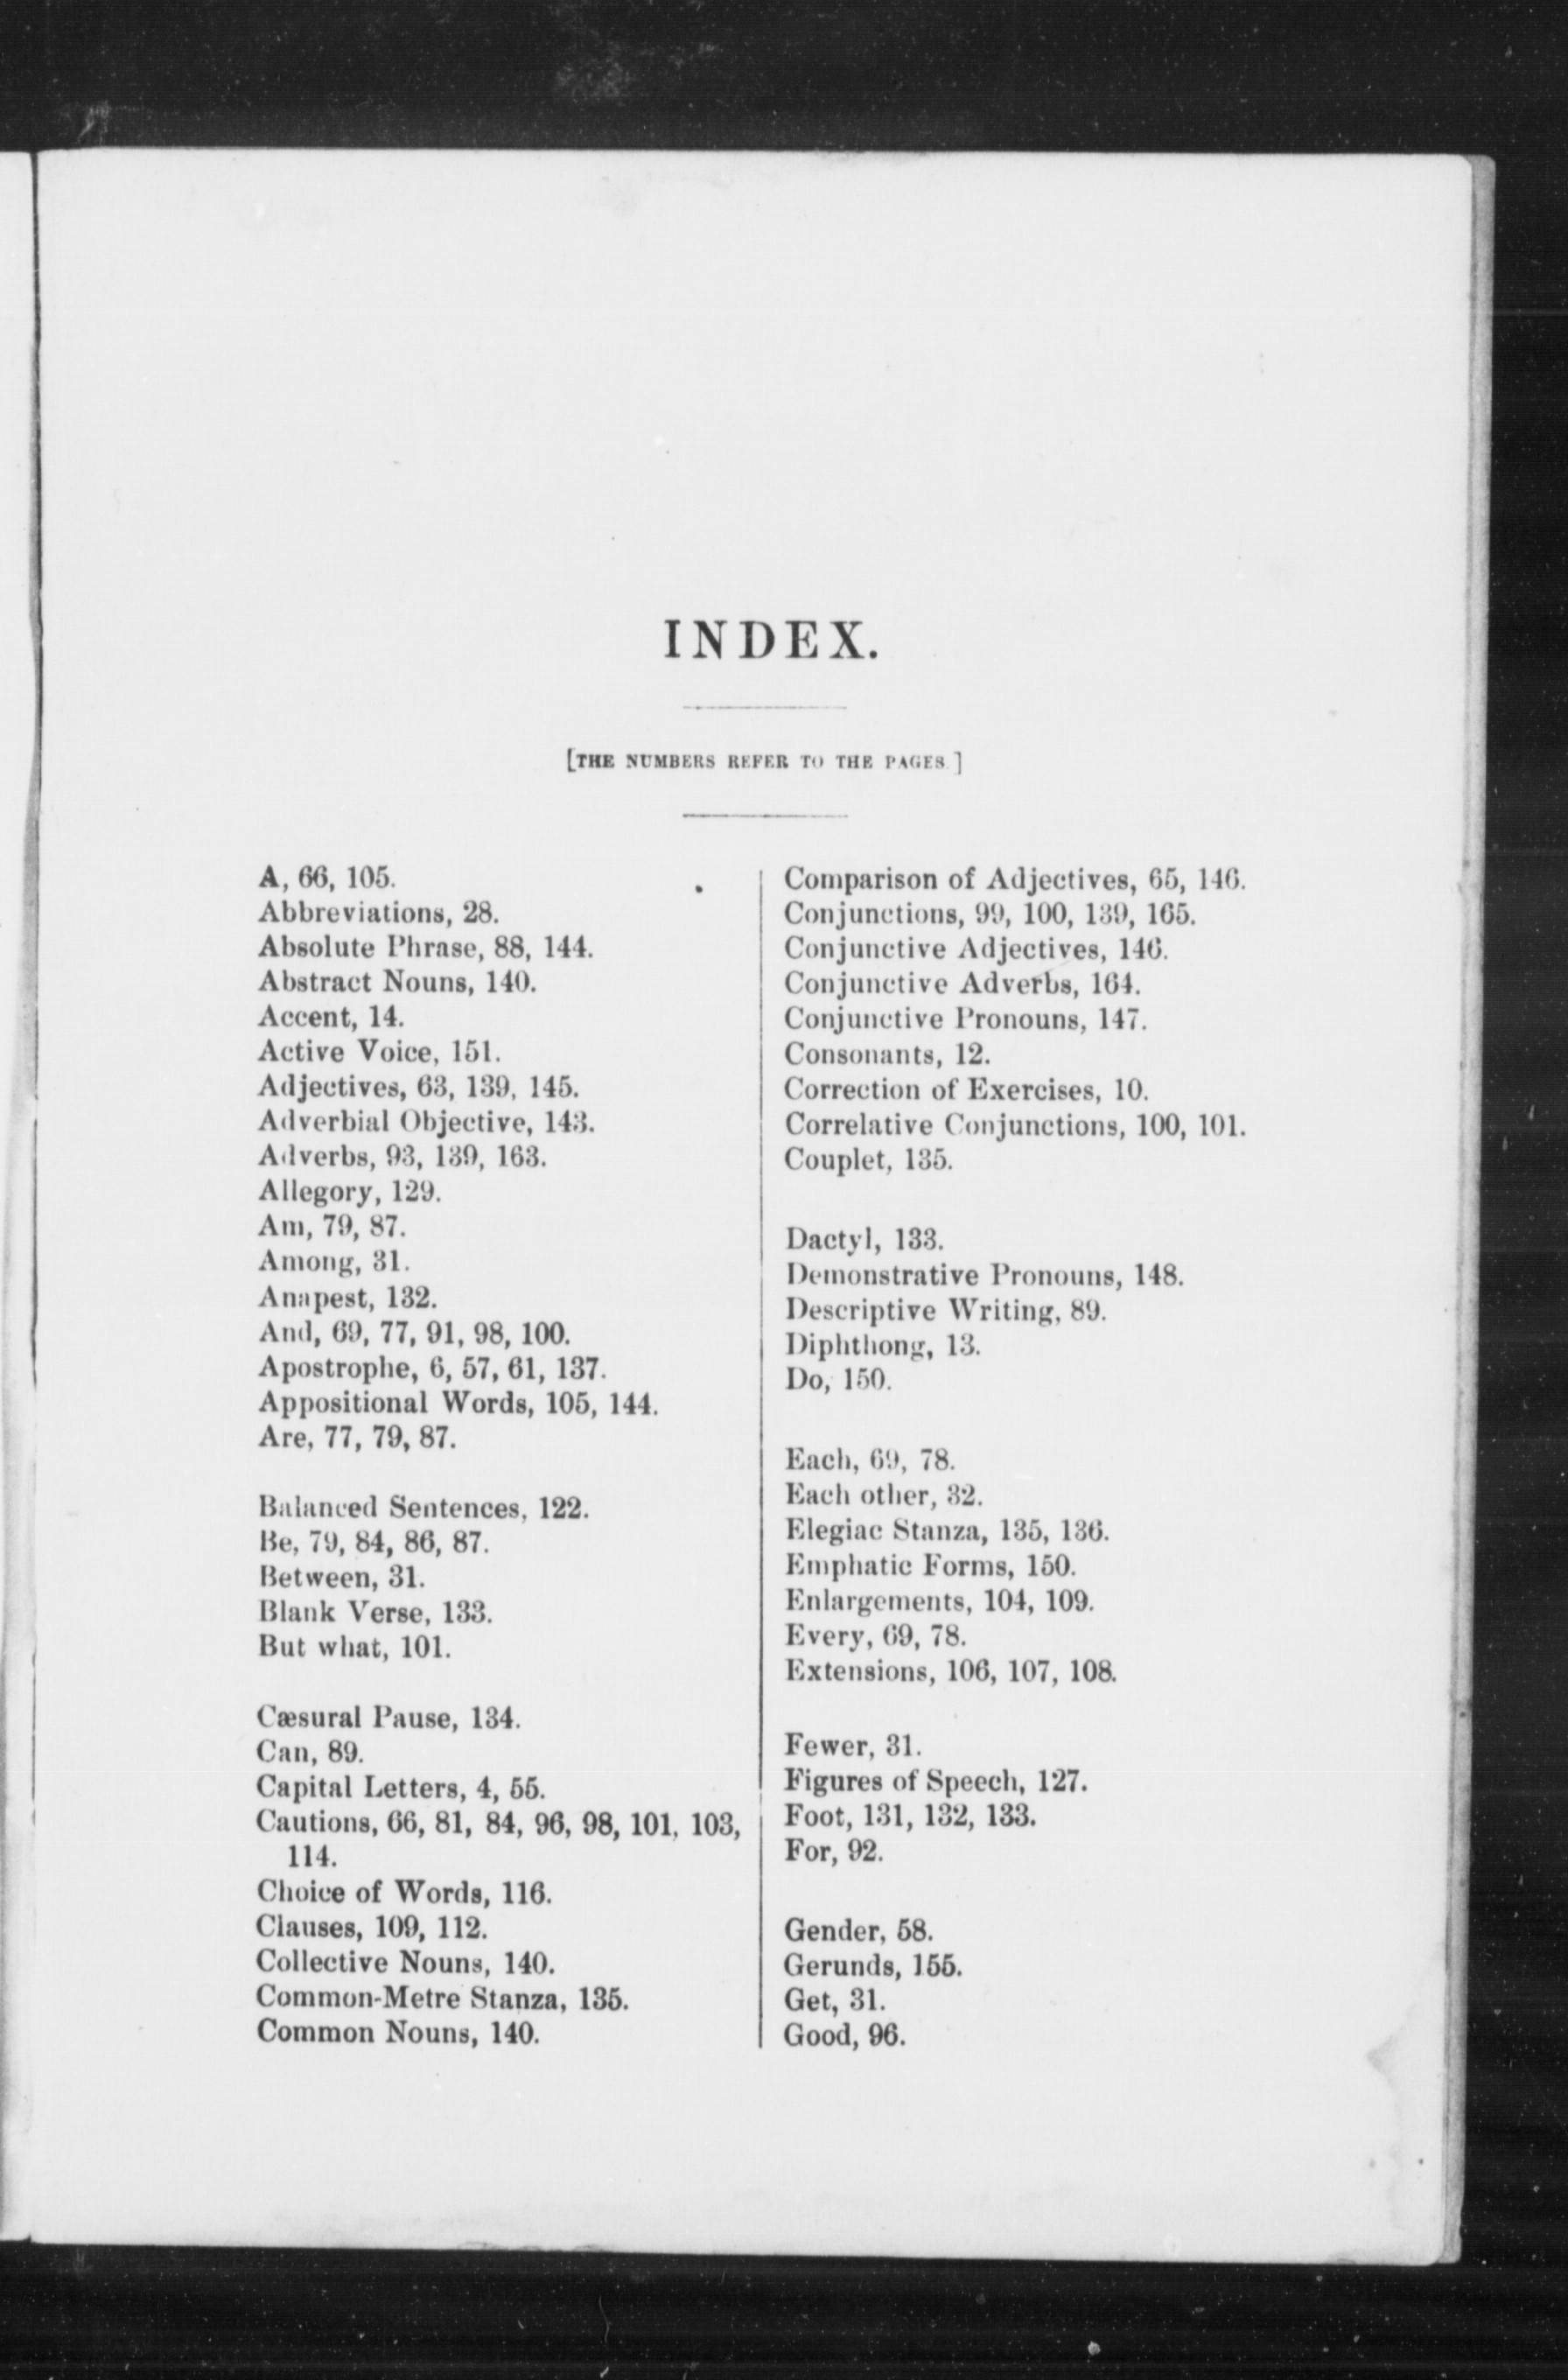 INDEX.
[THE NUMBERS REFER TO THE PAGES.]
A, 66, 105.
Abbreviations, 28.
Absolute Phrase, 88, 144.
Abstract Nouns, 140.
Accent, 14.
Active Voice, 151.
Adjectives, 63, 139, 145.
Adverbial Objective, 143.
Adverbs, 93, 139, 163.
Allegory, 129.
Am, 79, 87.
Among, 31.
Anapest, 132.
And, 69, 77, 91, 98, 100.
Apostrophe, 6, 57, 61, 137.
Appositional Words, 105, 144.
Are, 77, 79, 87.
Balanced Sentences, 122.
Be, 79, 84, 86, 87.
Between, 31.
Blank Verse, 133.
But what, 101.
Cæsural Pause, 134.
Can, 89.
Capital Letters, 4, 55.
Cautions, 66, 81, 84, 96, 98, 101, 103,
114.
Choice of Words, 116.
Clauses, 109, 112.
Collective Nouns, 140.
Common-Metre Stanza, 135.
Common Nouns, 140.
Comparison of Adjectives, 65, 146.
Conjunctions, 99, 100, 139, 165.
Conjunctive Adjectives, 146.
Conjunctive Adverbs, 164.
Conjunctive Pronouns, 147.
Consonants, 12.
Correction of Exercises, 10.
Correlative Conjunctions, 100, 101.
Couplet, 135.
Dactyl, 133.
Demonstrative Pronouns, 148.
Descriptive Writing, 89.
Diphthong, 13.
Do, 150.
Each, 69, 78.
Each other, 32.
Elegiac Stanza, 135, 136.
Emphatic Forms, 150.
Enlargements, 104, 109.
Every, 69, 78.
Extensions, 106, 107, 108.
Fewer, 31.
Figures of Speech, 127.
Foot, 131, 132, 133.
For, 92.
Gender, 58.
Gerunds, 155.
Get, 31.
Good, 96.